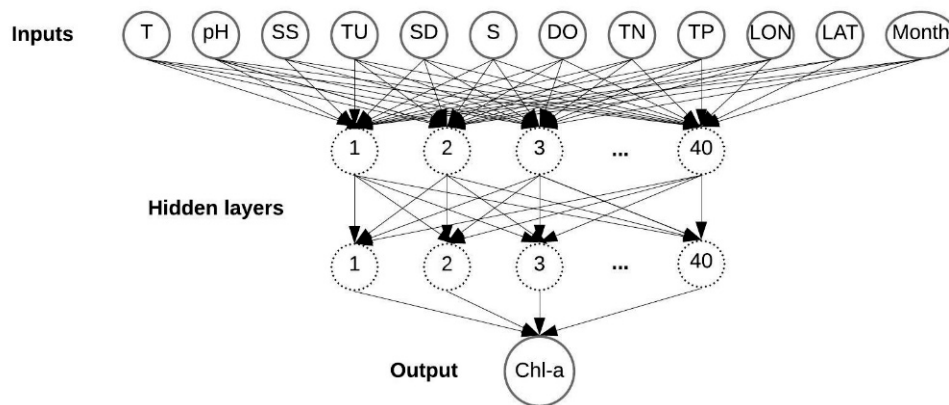 Inputs T pH SS TU SD S DO TN TP LON LAT Month
1 2 3 ... 40
Hidden layers
1 2 3 ... 40
Output Chl-a